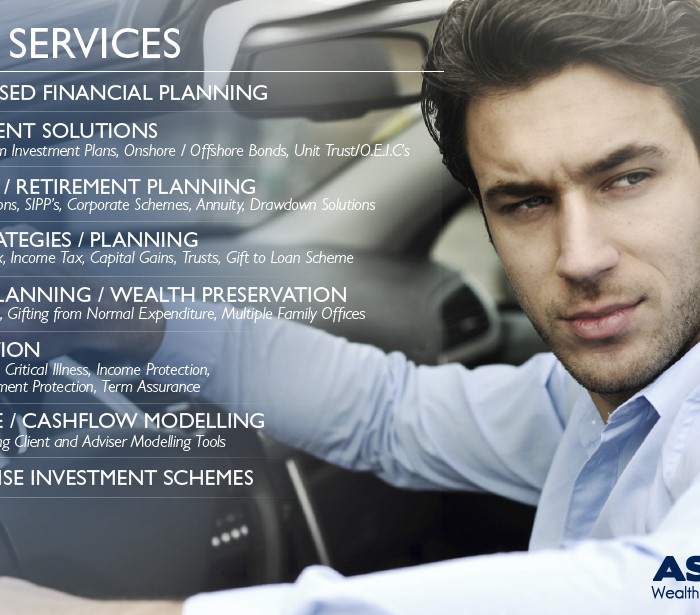 SERVICES
SED FINANCIAL PLANNING
ENT SOLUTIONS
n Investment Plans, Onshore / Offshore Bonds, Unit Trust/O.E.I.C's
/ RETIREMENT PLANNING
ons, SIPP's, Corporate Schemes, Annuity, Drawdown Solutions
ATEGIES / PLANNING
x, Income Tax, Capital Gains, Trusts, Gift to Loan Scheme
LANNING / WEALTH PRESERVATION
, Gifting from Normal Expenditure, Multiple Family Offices
TION
Critical Illness, Income Protection,
ment Protection, Term Assurance
E / CASHFLOW MODELLING
ng Client and Adviser Modelling Tools
ISE INVESTMENT SCHEMES
AS
Wealth